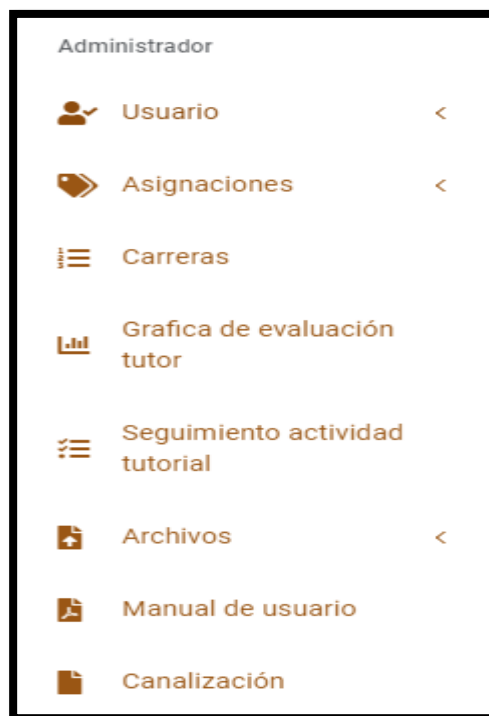 Administrador
Usuario <
Asignaciones <
Carreras
Grafica de evaluación
tutor
Seguimiento actividad
tutorial
Archivos <
Manual de usuario
Canalización